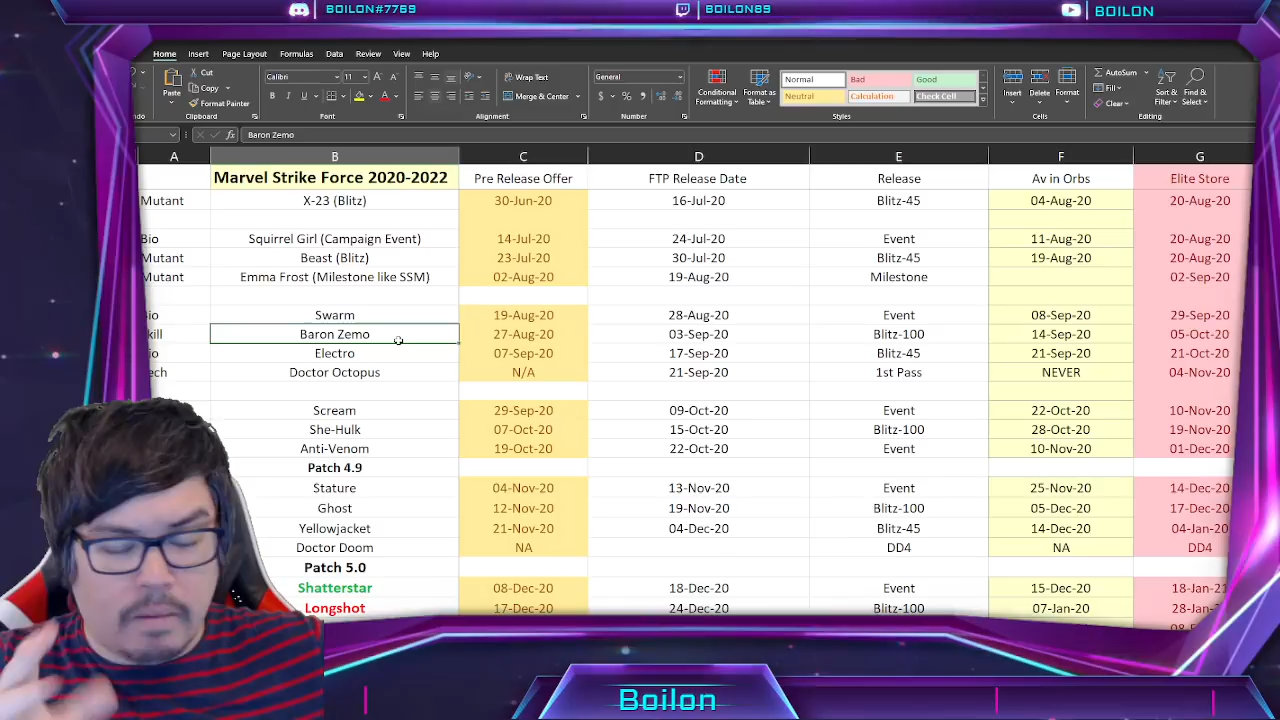 BOILON#7769 BOILON89 BOILON
Home Insert Page Layout Formulas Data Review View Help
Cut Calibri 11 Wrap Text General Normal Bad Good AutoSum
Copy Fill
Paste Format Painter Merge & Center Conditional Formatting Format as Table Neutral Calculation Check Cell Insert Delete Format Clear Sort & Filter Find & Select
Clipboard Font Alignment Number Styles Cells Editing
fx Baron Zemo
A B C D E F G
Marvel Strike Force 2020-2022 Pre Release Offer FTP Release Date Release Av in Orbs Elite Store
Mutant X-23 (Blitz) 30-Jun-20 16-Jul-20 Blitz-45 04-Aug-20 20-Aug-20
Bio Squirrel Girl (Campaign Event) 14-Jul-20 24-Jul-20 Event 11-Aug-20 20-Aug-20
Mutant Beast (Blitz) 23-Jul-20 30-Jul-20 Blitz-45 19-Aug-20 20-Aug-20
Mutant Emma Frost (Milestone like SSM) 02-Aug-20 19-Aug-20 Milestone 02-Sep-20
io Swarm 19-Aug-20 28-Aug-20 Event 08-Sep-20 29-Sep-20
kill Baron Zemo 27-Aug-20 03-Sep-20 Blitz-100 14-Sep-20 05-Oct-20
io Electro 07-Sep-20 17-Sep-20 Blitz-45 21-Sep-20 21-Oct-20
ech Doctor Octopus N/A 21-Sep-20 1st Pass NEVER 04-Nov-20
Scream 29-Sep-20 09-Oct-20 Event 22-Oct-20 10-Nov-20
She-Hulk 07-Oct-20 15-Oct-20 Blitz-100 28-Oct-20 19-Nov-20
Anti-Venom 19-Oct-20 22-Oct-20 Event 10-Nov-20 01-Dec-20
Patch 4.9
Stature 04-Nov-20 13-Nov-20 Event 25-Nov-20 14-Dec-20
Ghost 12-Nov-20 20-Nov-20 Blitz-100 05-Dec-20 17-Dec-20
Yellowjacket 21-Nov-20 04-Dec-20 Blitz-45 14-Dec-20 04-Jan-20
Doctor Doom NA DD4 NA DD4
Patch 5.0
Shatterstar 08-Dec-20 18-Dec-20 Event 15-Dec-20 18-Jan-21
Longshot 17-Dec-20 24-Dec-20 Blitz-100 07-Jan-20 28-Jan-
Boilon